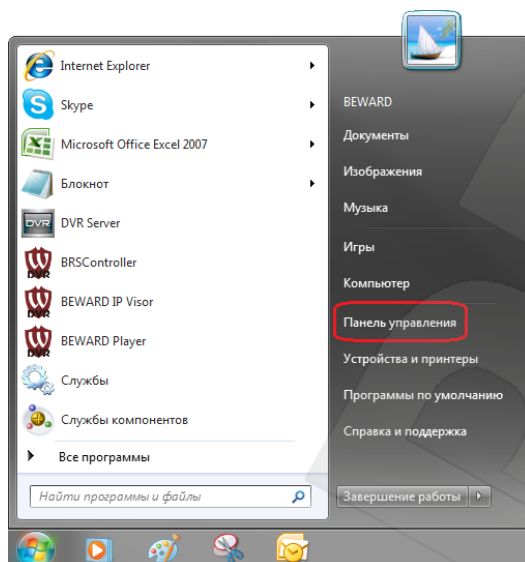 Internet Explorer
Skype
Microsoft Office Excel 2007
Блокнот
DVR Server
BRSController
BEWARD IP Visor
BEWARD Player
Службы
Службы компонентов
Все программы
Найти программы и файлы
BEWARD
Документы
Изображения
Музыка
Игры
Компьютер
Панель управления
Устройства и принтеры
Программы по умолчанию
Справка и поддержка
Завершение работы